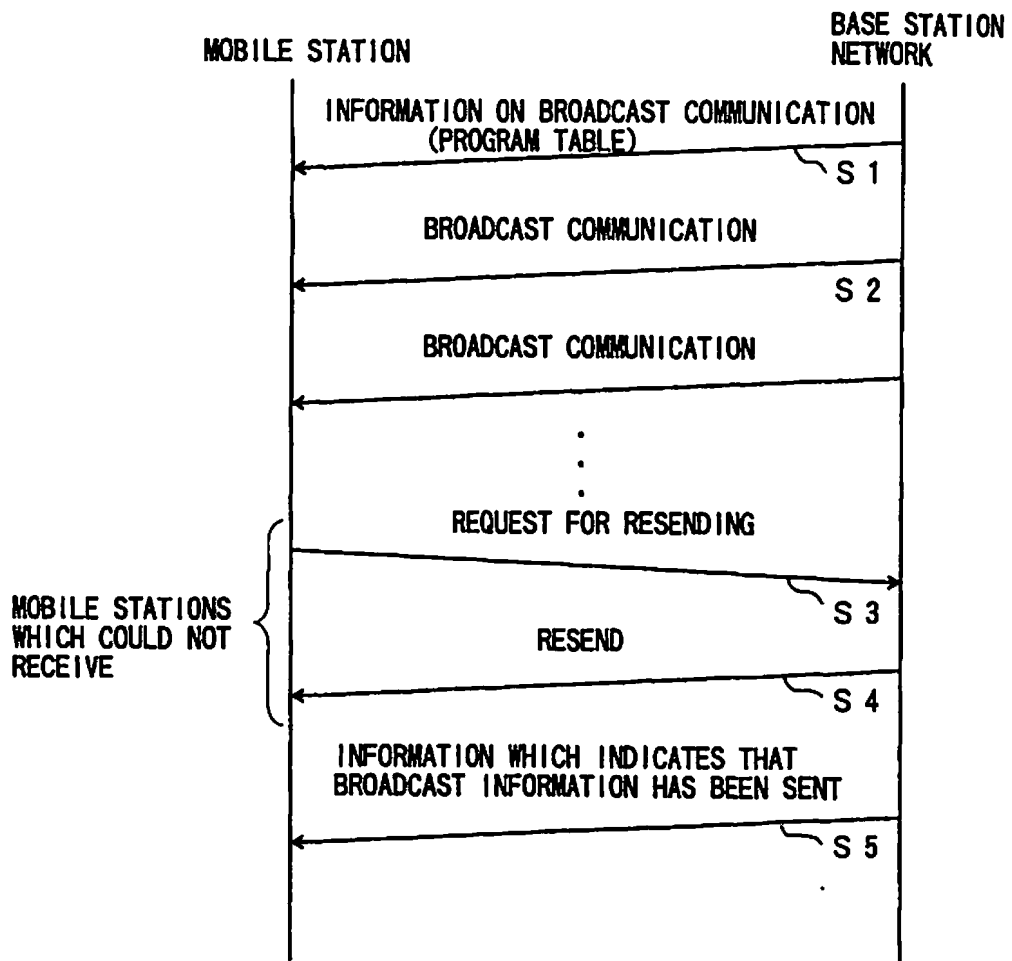 MOBILE STATION
BASE STATION
NETWORK
INFORMATION ON BROADCAST COMMUNICATION
(PROGRAM TABLE)
S 1
BROADCAST COMMUNICATION
S 2
BROADCAST COMMUNICATION
REQUEST FOR RESENDING
S 3
MOBILE STATIONS
WHICH COULD NOT
RECEIVE
RESEND
S 4
INFORMATION WHICH INDICATES THAT
BROADCAST INFORMATION HAS BEEN SENT
S 5